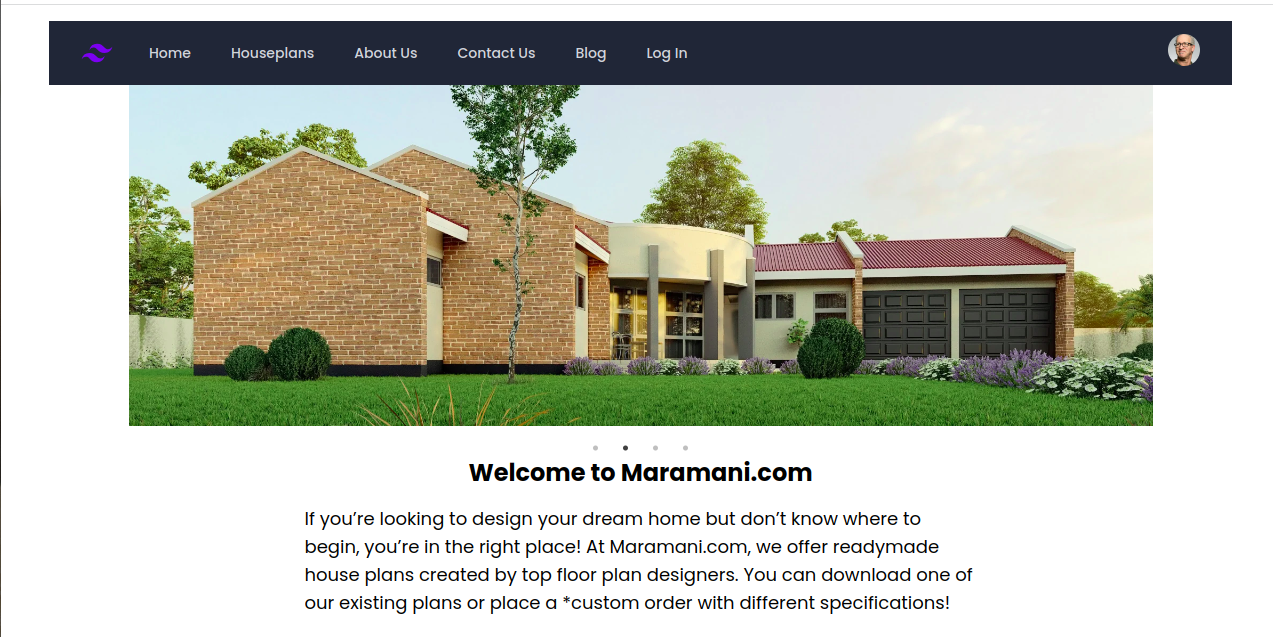 Home Houseplans About Us Contact Us Blog Log In
Welcome to Maramani.com
If you’re looking to design your dream home but don’t know where to
begin, you’re in the right place! At Maramani.com, we offer readymade
house plans created by top floor plan designers. You can download one of
our existing plans or place a *custom order with different specifications!